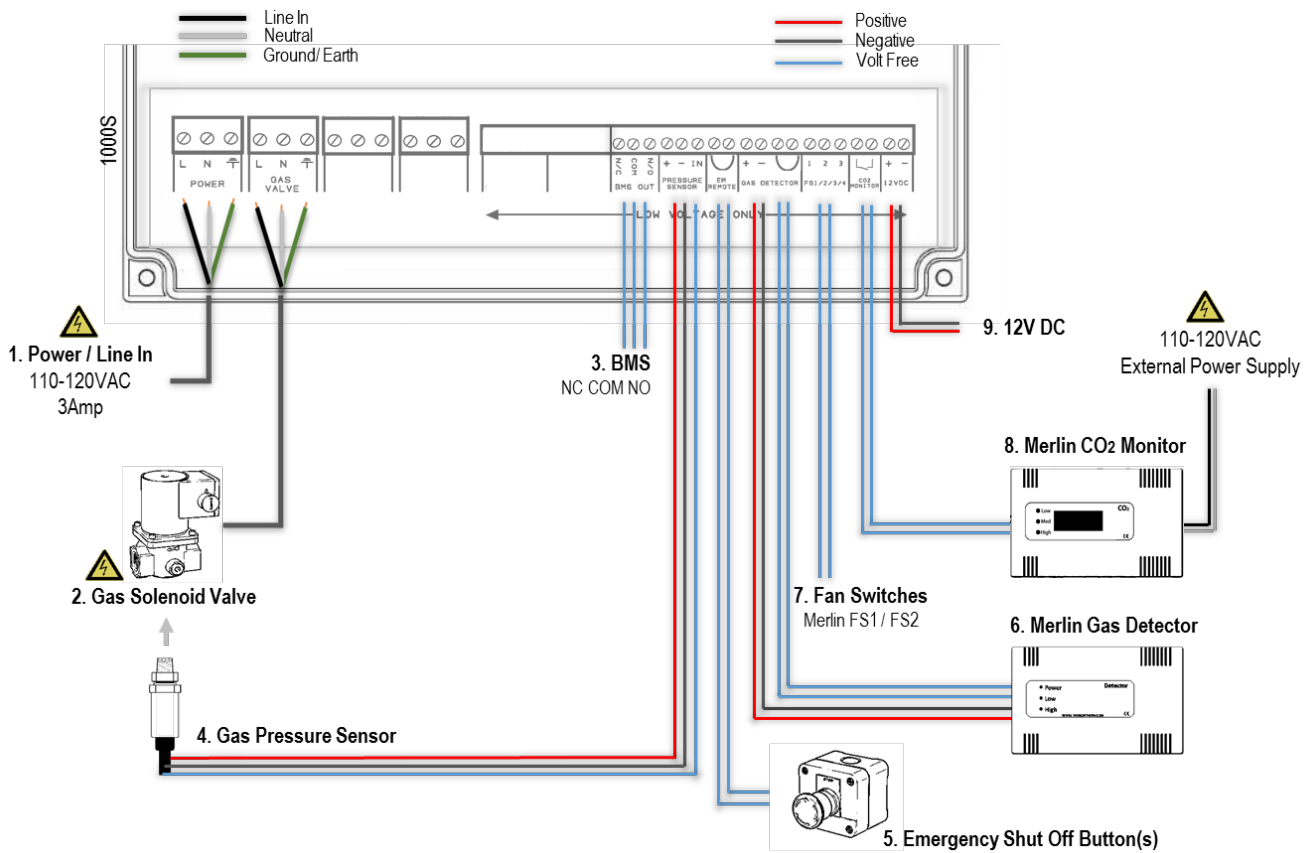 Line In
Neutral
Ground/ Earth
Positive
Negative
Volt Free
1000S
L N
POWER
L N
GAS VALVE
N/C COM N/O
BMS OUT
+ − IN
PRESSURE SENSOR
EM REMOTE
+ −
GAS DETECTOR
1 2 3
FS1/2/3/4
CO2 MONITOR
+ −
12VDC
LOW VOLTAGE ONLY
1. Power / Line In
110-120VAC
3Amp
2. Gas Solenoid Valve
3. BMS
NC COM NO
9. 12V DC
110-120VAC
External Power Supply
8. Merlin CO2 Monitor
Low
Med
High
CO2
CE
7. Fan Switches
Merlin FS1 / FS2
6. Merlin Gas Detector
Power
Low
High
Detector
CE
4. Gas Pressure Sensor
5. Emergency Shut Off Button(s)